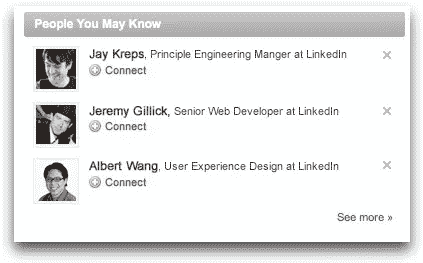 People You May Know
Jay Kreps, Principle Engineering Manger at LinkedIn
Connect
Jeremy Gillick, Senior Web Developer at LinkedIn
Connect
Albert Wang, User Experience Design at LinkedIn
Connect
See more »